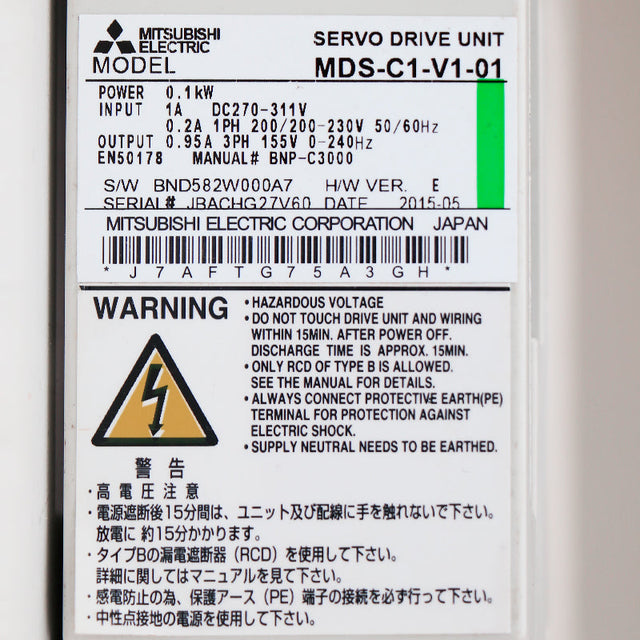 MITSUBISHI
ELECTRIC
SERVO DRIVE UNIT
MODEL MDS-C1-V1-01
POWER 0.1kW
INPUT 1A DC270-311V
0.2A 1PH 200/200-230V 50/60Hz
OUTPUT 0.95A 3PH 155V 0-240Hz
EN50178 MANUAL# BNP-C3000
S/W BND582W000A7 H/W VER. E
SERIAL# JBACHG27V60 DATE 2015-05
MITSUBISHI ELECTRIC CORPORATION JAPAN
*J7AFTG75A3GH*
WARNING
•HAZARDOUS VOLTAGE
•DO NOT TOUCH DRIVE UNIT AND WIRING
WITHIN 15MIN. AFTER POWER OFF.
DISCHARGE TIME IS APPROX. 15MIN.
•ONLY RCD OF TYPE B IS ALLOWED.
SEE THE MANUAL FOR DETAILS.
•ALWAYS CONNECT PROTECTIVE EARTH(PE)
TERMINAL FOR PROTECTION AGAINST
ELECTRIC SHOCK.
•SUPPLY NEUTRAL NEEDS TO BE EARTHED.
警告
・高電圧注意
・電源遮断後15分間は、ユニット及び配線に手を触れないで下さい。
放電に約15分かかります。
・タイプBの漏電遮断器（RCD）を使用して下さい。
詳細に関してはマニュアルを見て下さい。
・感電防止の為、保護アース（PE）端子の接続を必ず行って下さい。
・中性点接地の電源を使用して下さい。